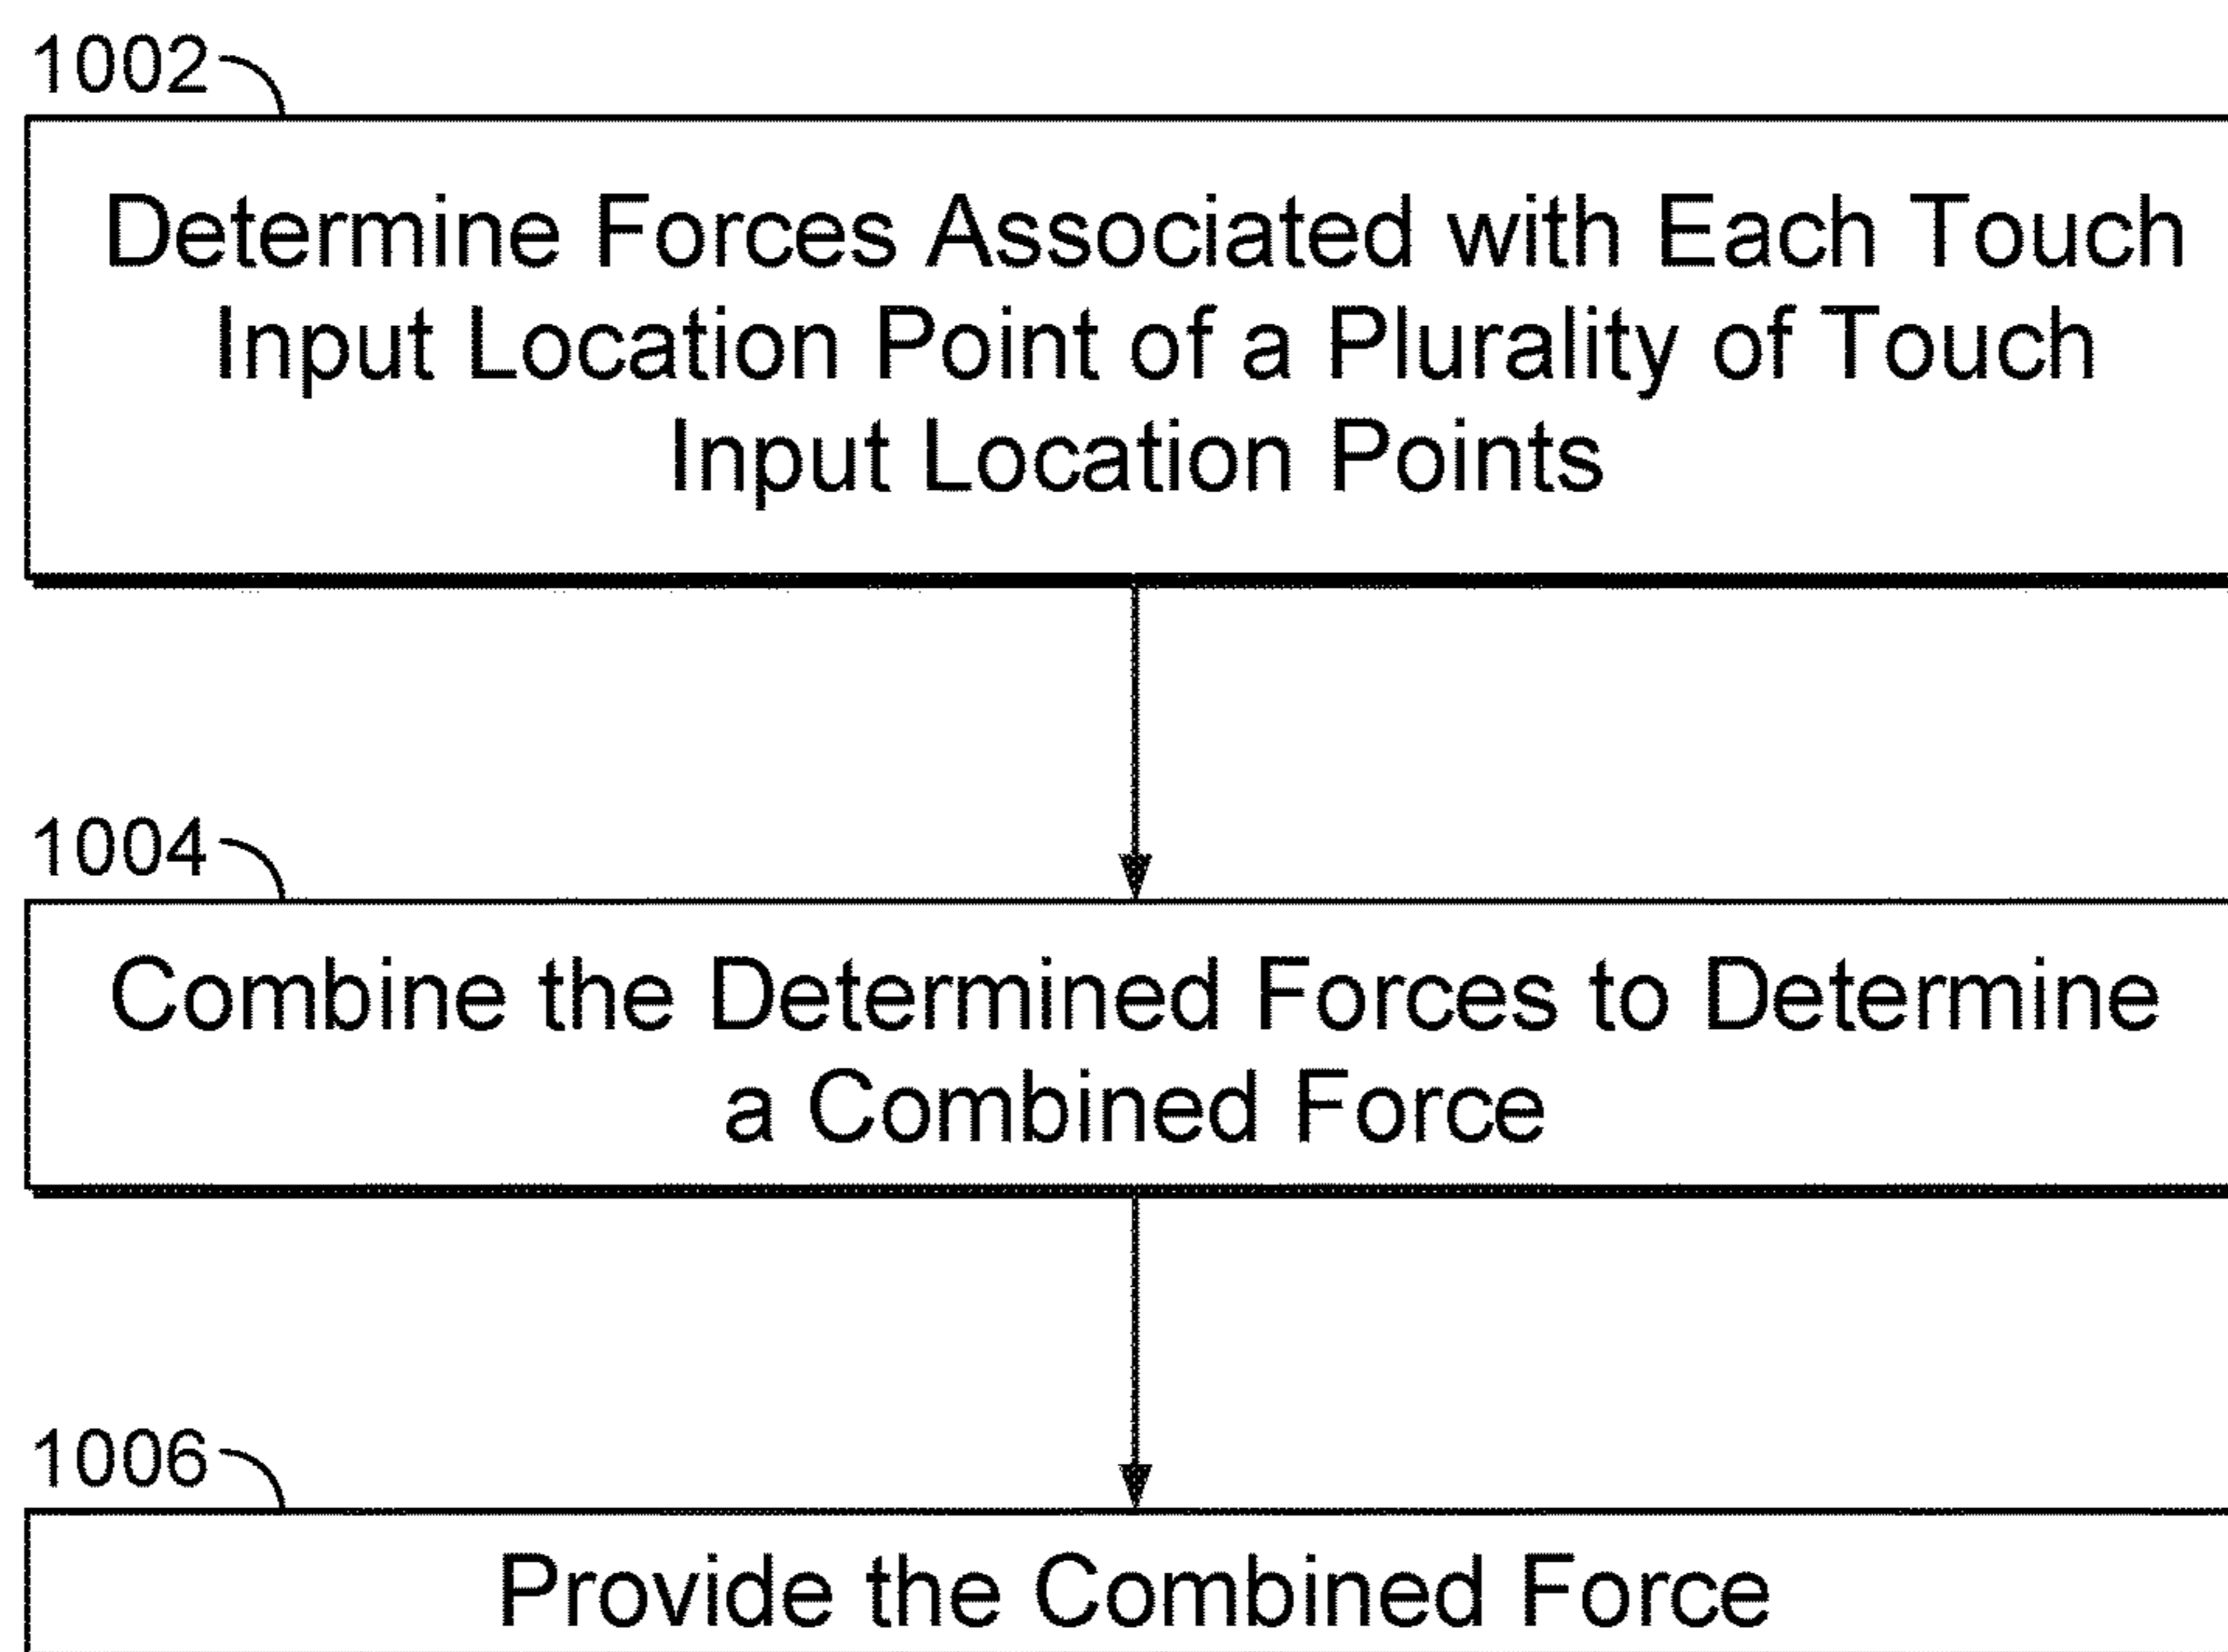 1002
Determine Forces Associated with Each Touch
Input Location Point of a Plurality of Touch
Input Location Points
1004
Combine the Determined Forces to Determine
a Combined Force
1006
Provide the Combined Force